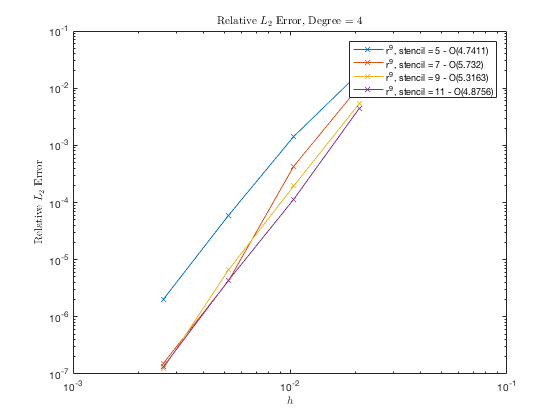 Relative L₂ Error, Degree = 4
10⁻¹
r⁹, stencil = 5 - O(4.7411)
r⁹, stencil = 7 - O(5.732)
r⁹, stencil = 9 - O(5.3163)
r⁹, stencil = 11 - O(4.8756)
10⁻²
10⁻³
Relative L₂ Error
10⁻⁴
10⁻⁵
10⁻⁶
10⁻⁷
10⁻³ 10⁻² 10⁻¹
h